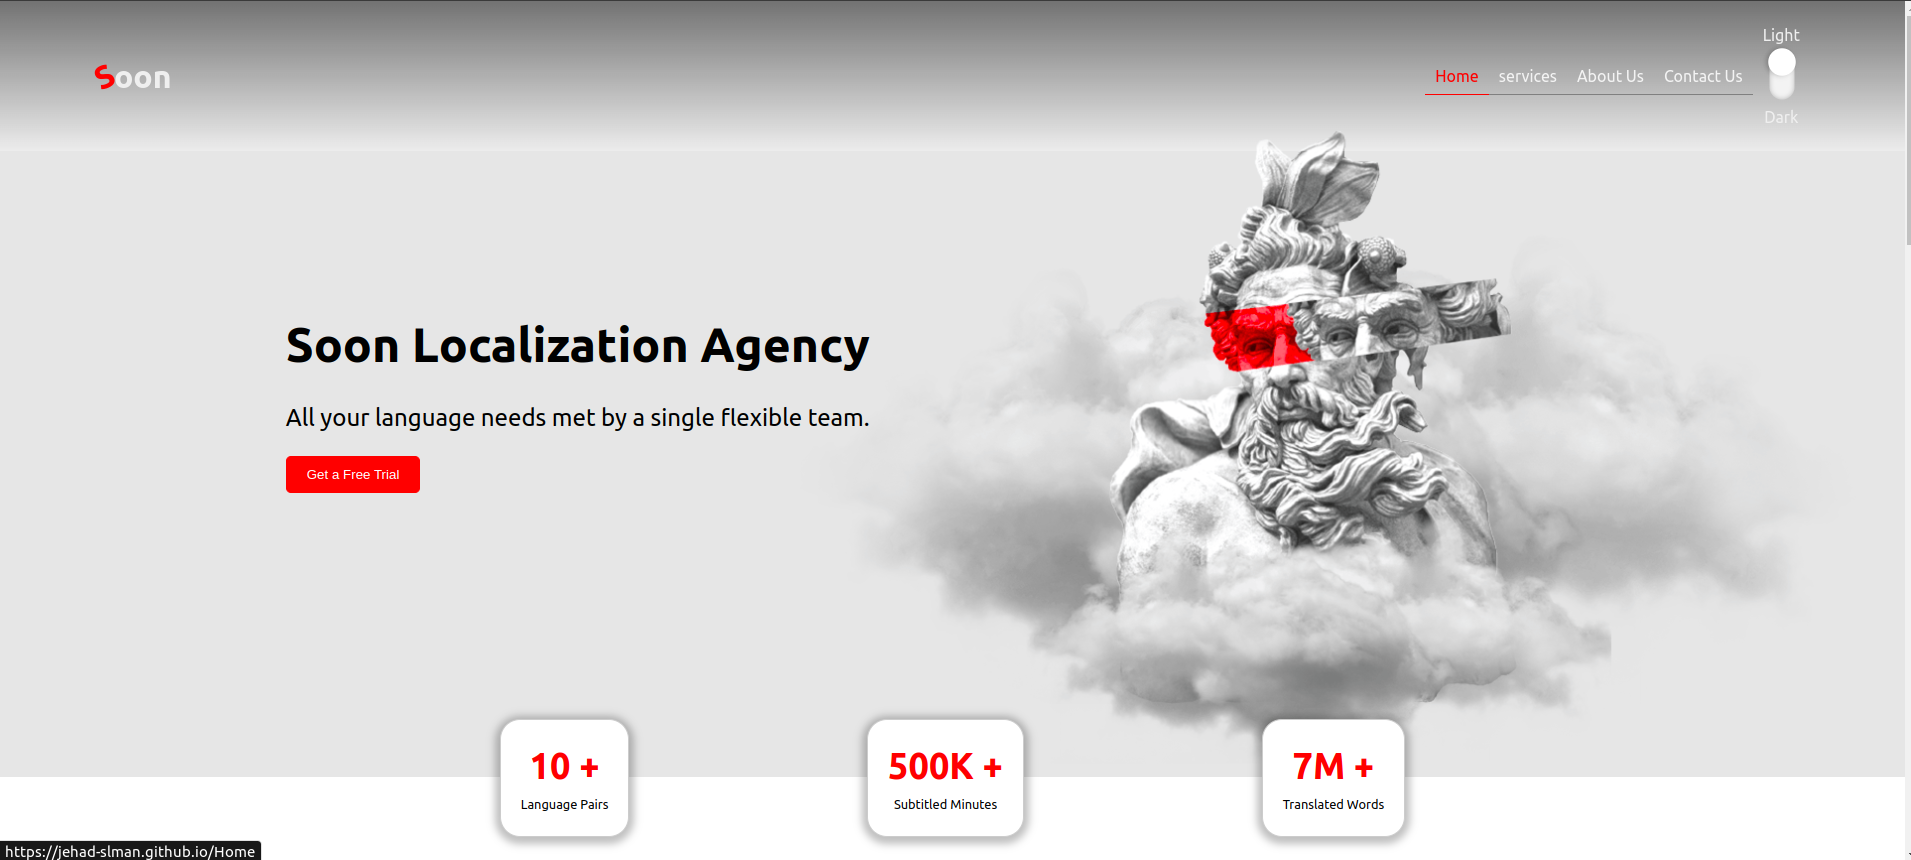 Light
Soon
Home services About Us Contact Us
Dark
Soon Localization Agency
All your language needs met by a single flexible team.
Get a Free Trial
10 +
Language Pairs
500K +
Subtitled Minutes
7M +
Translated Words
https://jehad-slman.github.io/Home